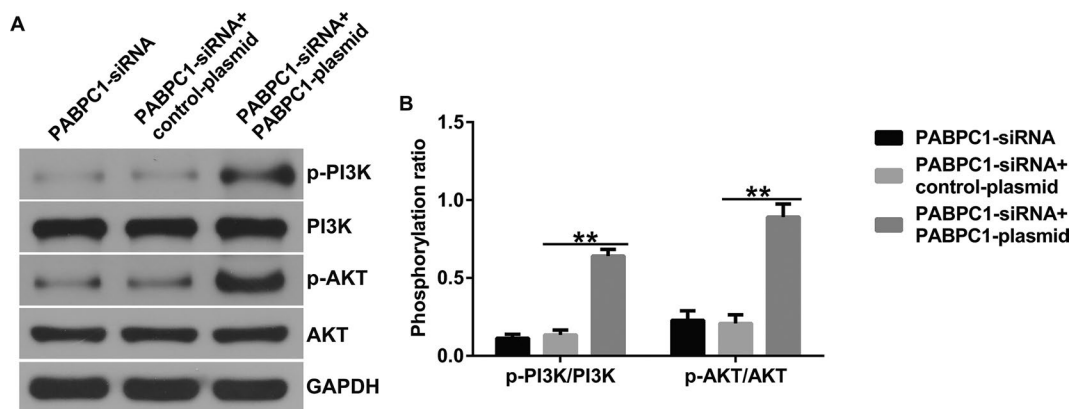 A
PABPC1-siRNA
PABPC1-siRNA+
control-plasmid
PABPC1-siRNA+
PABPC1-plasmid
p-PI3K
PI3K
p-AKT
AKT
GAPDH
B
Phosphorylation ratio
1.5
1.0
0.5
0.0
**
**
p-PI3K/PI3K
p-AKT/AKT
PABPC1-siRNA
PABPC1-siRNA+
control-plasmid
PABPC1-siRNA+
PABPC1-plasmid